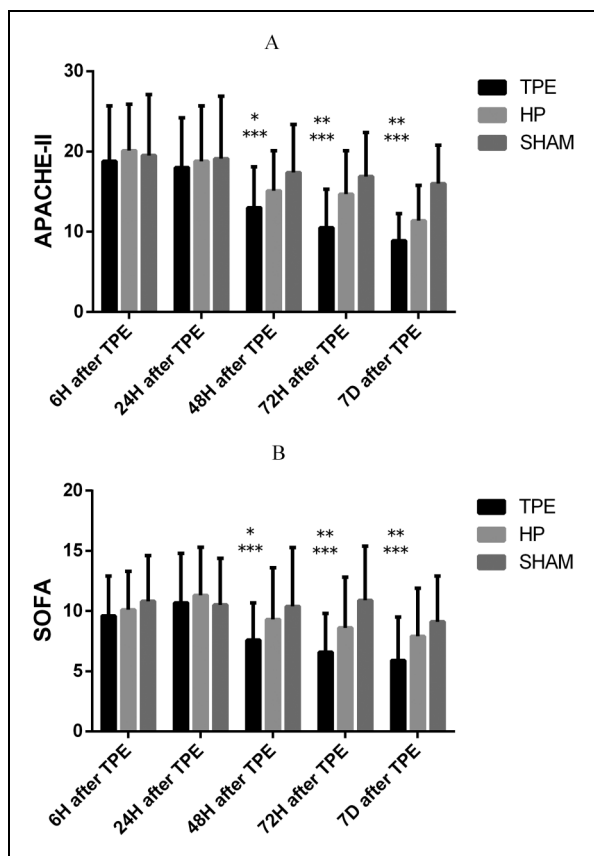 A
30
20
10
0
APACHE-II
* ** **
*** *** ***
TPE
HP
SHAM
6H after TPE
24H after TPE
48H after TPE
72H after TPE
7D after TPE
B
20
15
10
5
0
SOFA
* ** **
*** *** ***
TPE
HP
SHAM
6H after TPE
24H after TPE
48H after TPE
72H after TPE
7D after TPE